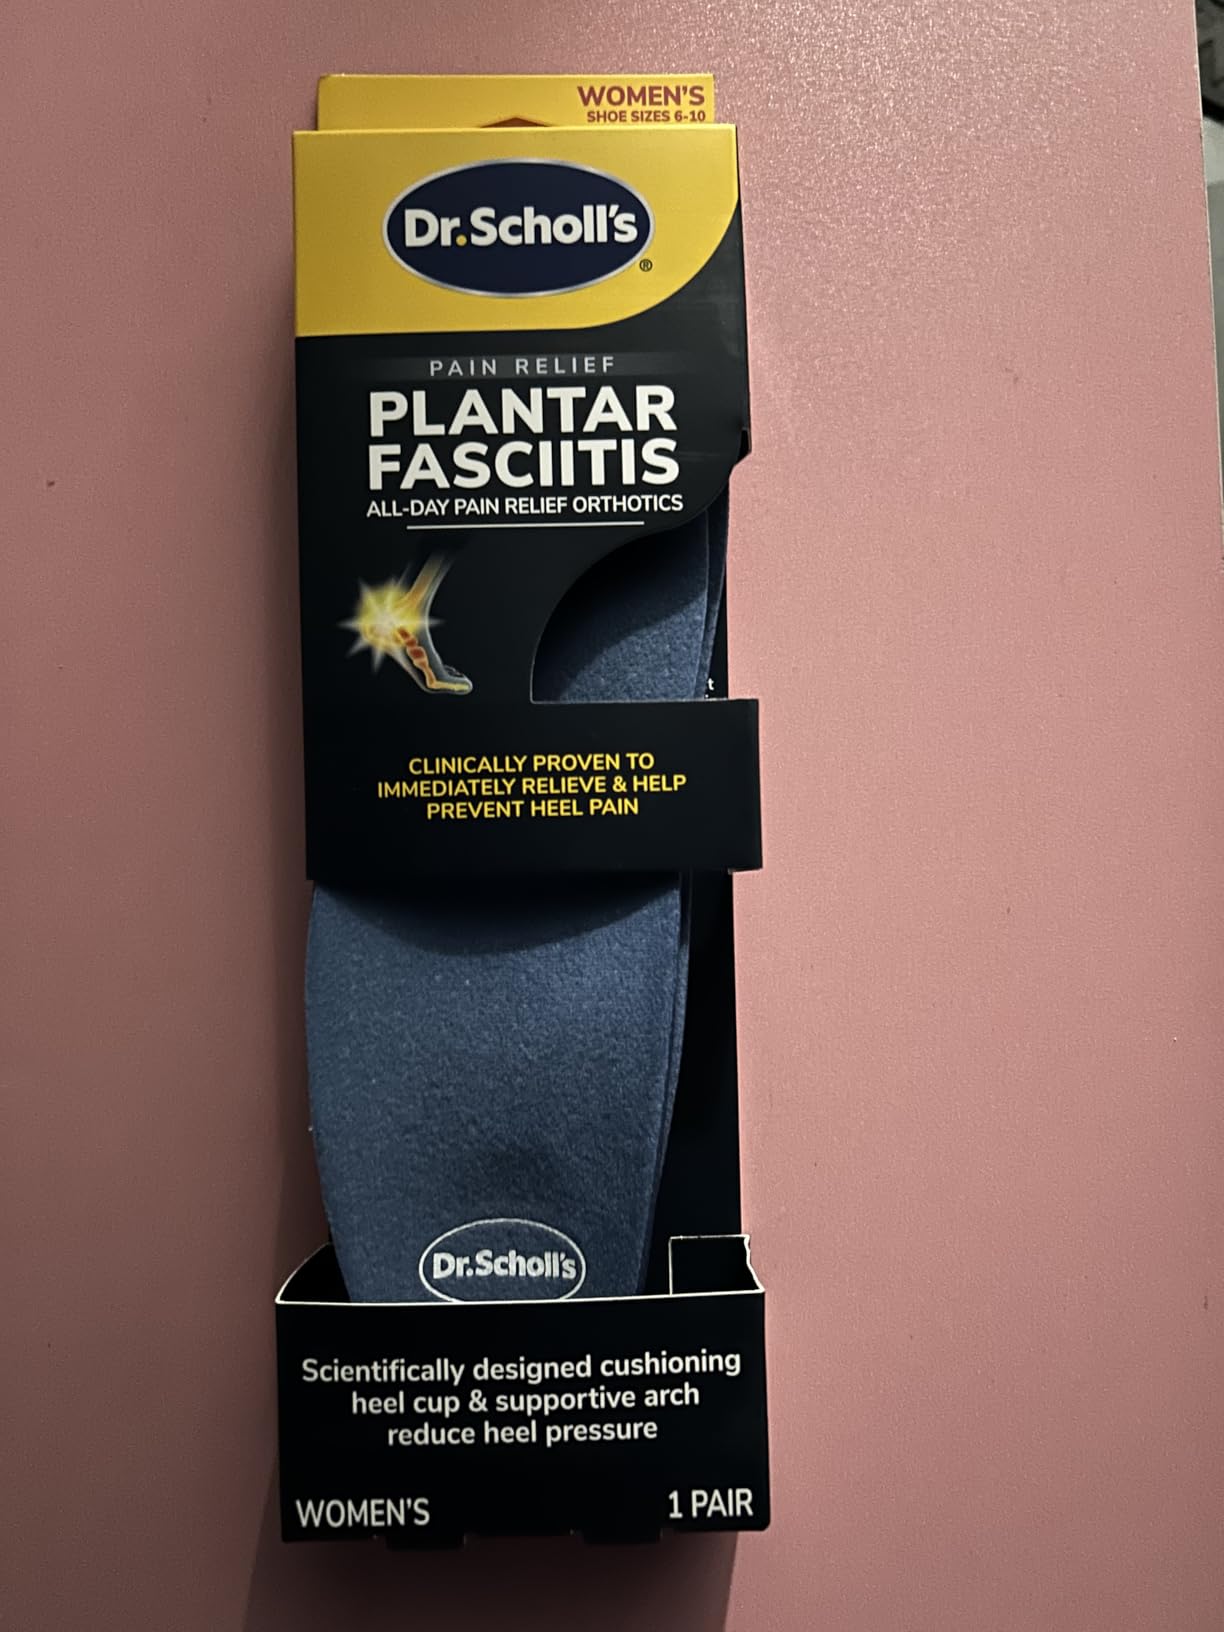 WOMEN'S
SHOE SIZES 6-10
Dr.Scholl's
®
PAIN RELIEF
PLANTAR
FASCIITIS
ALL-DAY PAIN RELIEF ORTHOTICS
CLINICALLY PROVEN TO
IMMEDIATELY RELIEVE & HELP
PREVENT HEEL PAIN
Dr.Scholl's
Scientifically designed cushioning
heel cup & supportive arch
reduce heel pressure
WOMEN'S 1 PAIR